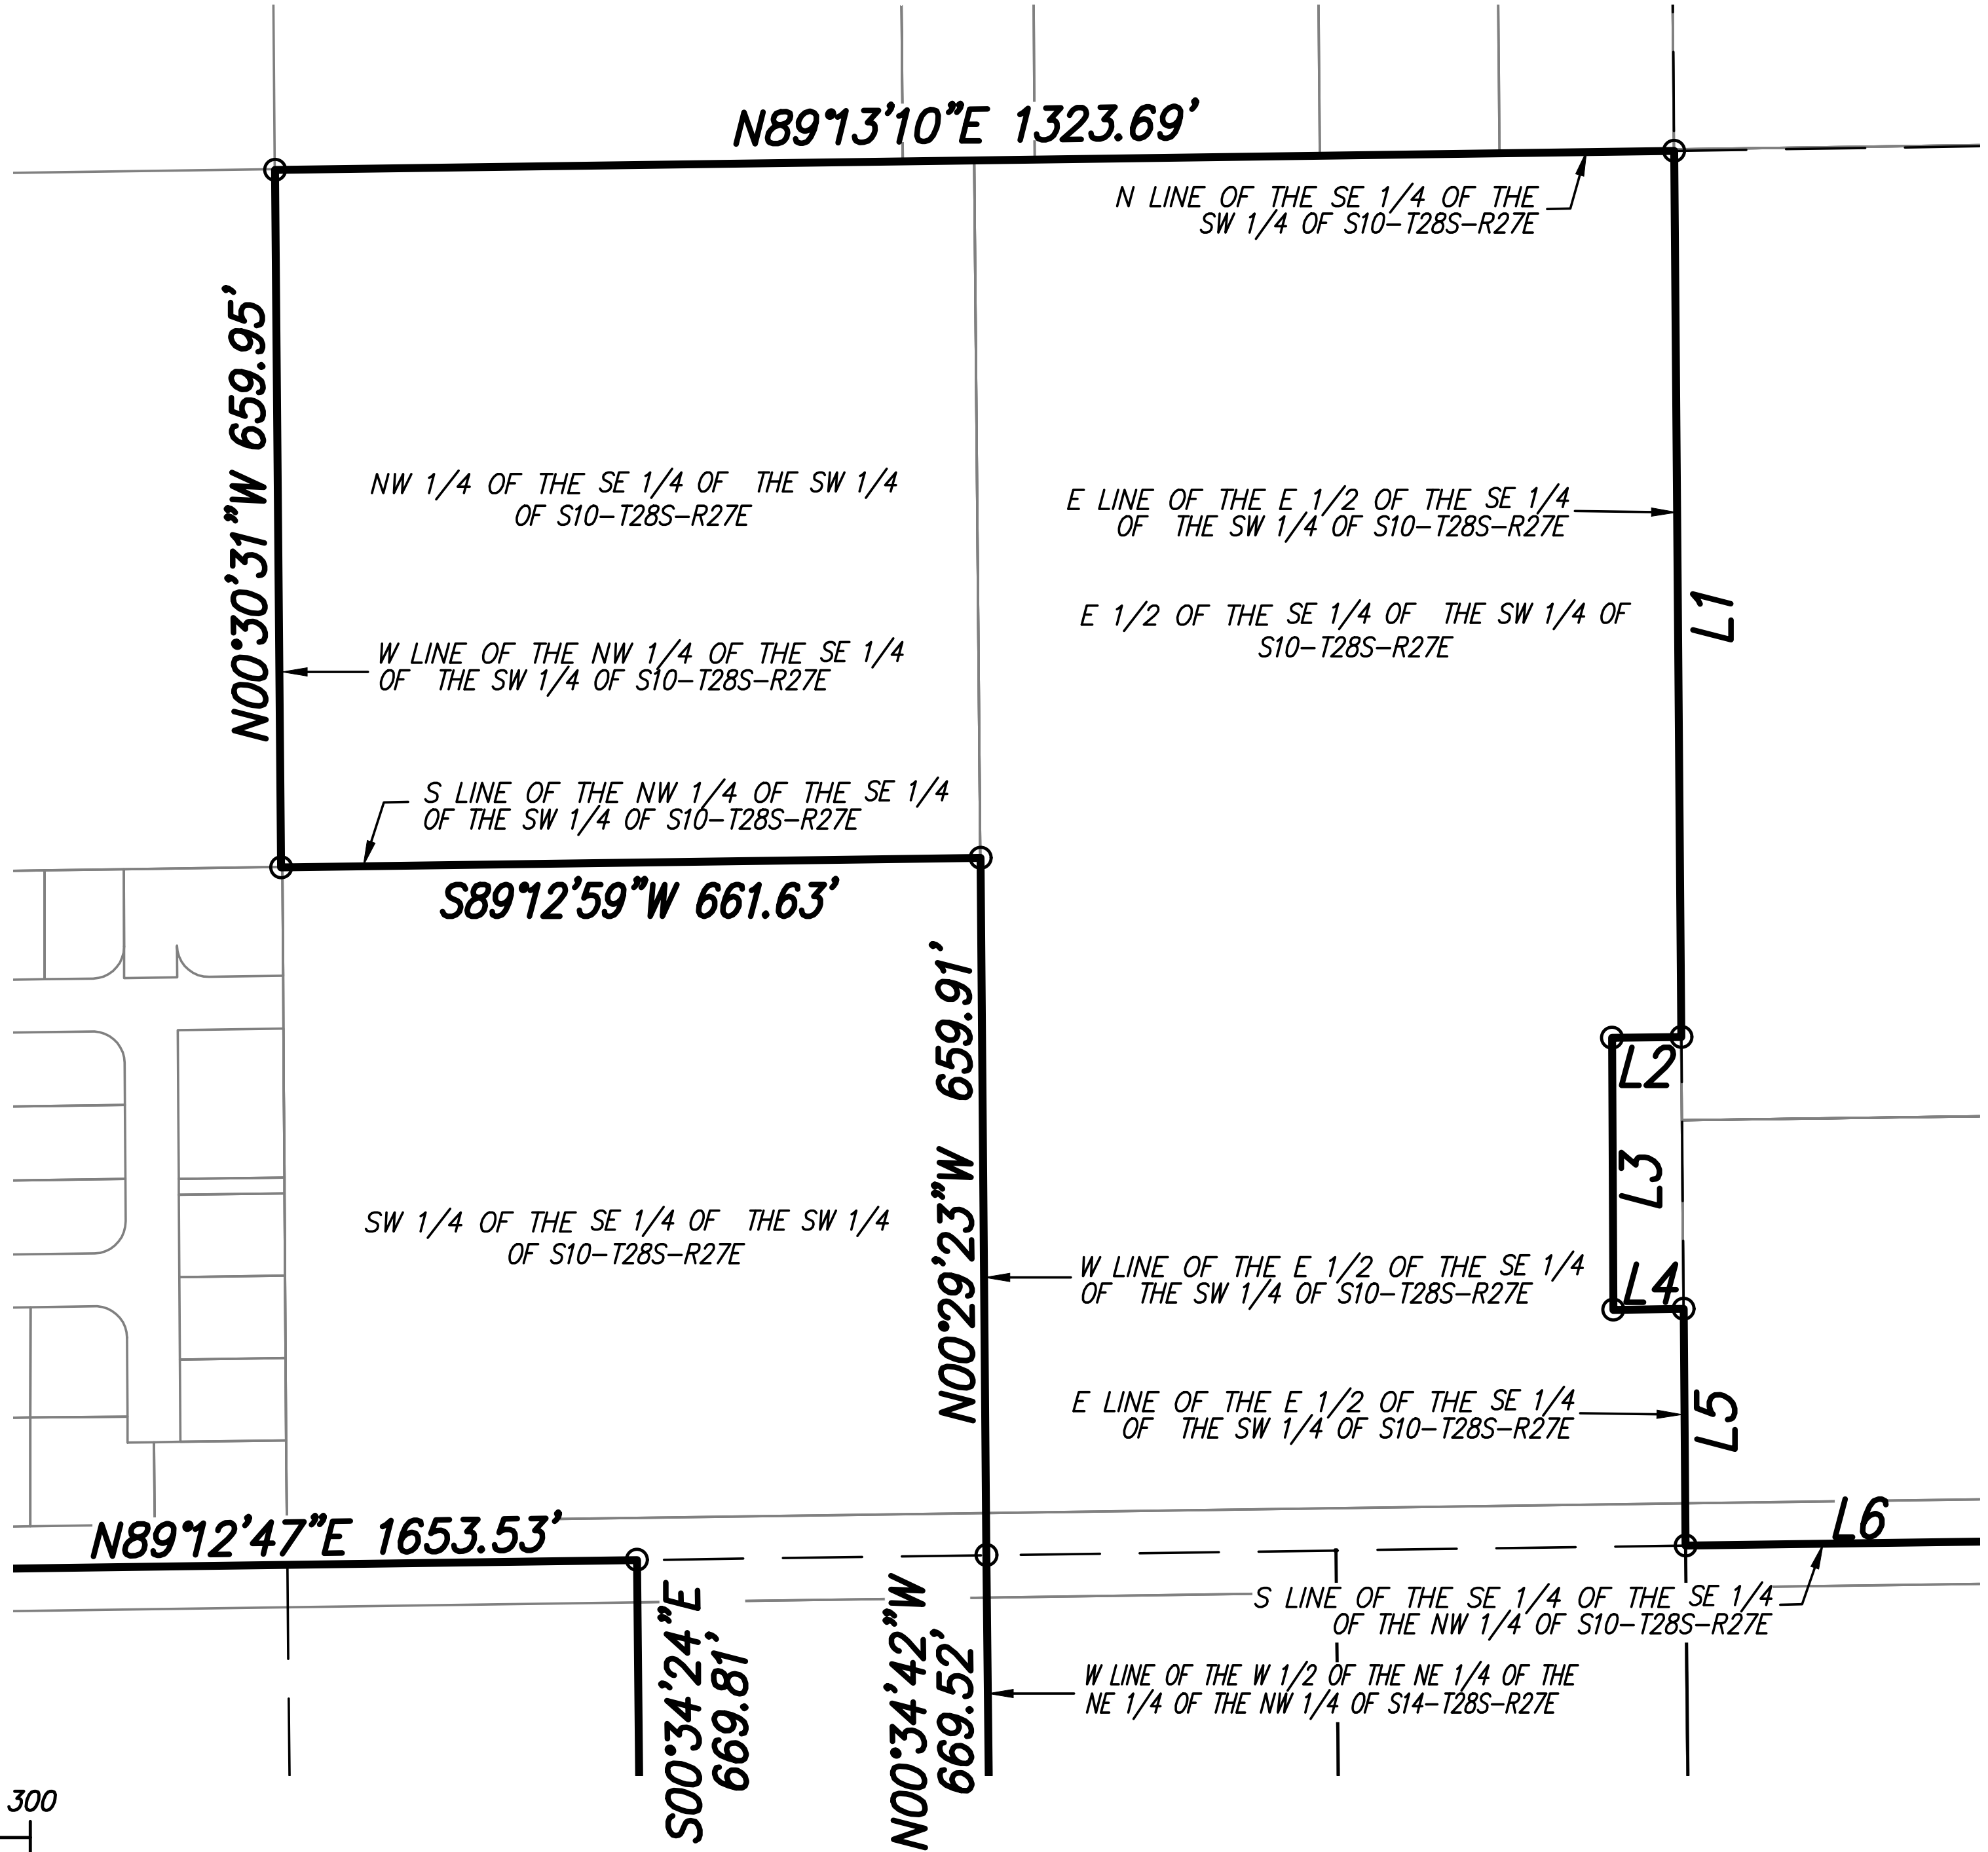 N89°13'10"E 1323.69'
N LINE OF THE SE 1/4 OF THE
SW 1/4 OF S10-T28S-R27E
N00°30'31"W 659.95'
NW 1/4 OF THE SE 1/4 OF THE SW 1/4
OF S10-T28S-R27E
E LINE OF THE E 1/2 OF THE SE 1/4
OF THE SW 1/4 OF S10-T28S-R27E
L1
E 1/2 OF THE SE 1/4 OF THE SW 1/4 OF
S10-T28S-R27E
W LINE OF THE NW 1/4 OF THE SE 1/4
OF THE SW 1/4 OF S10-T28S-R27E
S LINE OF THE NW 1/4 OF THE SE 1/4
OF THE SW 1/4 OF S10-T28S-R27E
S89°12'59"W 661.63'
N00°29'23"W 659.91'
L2
L3
L4
SW 1/4 OF THE SE 1/4 OF THE SW 1/4
OF S10-T28S-R27E
W LINE OF THE E 1/2 OF THE SE 1/4
OF THE SW 1/4 OF S10-T28S-R27E
E LINE OF THE E 1/2 OF THE SE 1/4
OF THE SW 1/4 OF S10-T28S-R27E
L5
L6
N89°12'47"E 1653.53'
S00°34'24"E
669.81'
N00°34'42"W
669.52'
S LINE OF THE SE 1/4 OF THE SE 1/4
OF THE NW 1/4 OF S10-T28S-R27E
W LINE OF THE W 1/2 OF THE NE 1/4 OF THE
NE 1/4 OF THE NW 1/4 OF S14-T28S-R27E
300